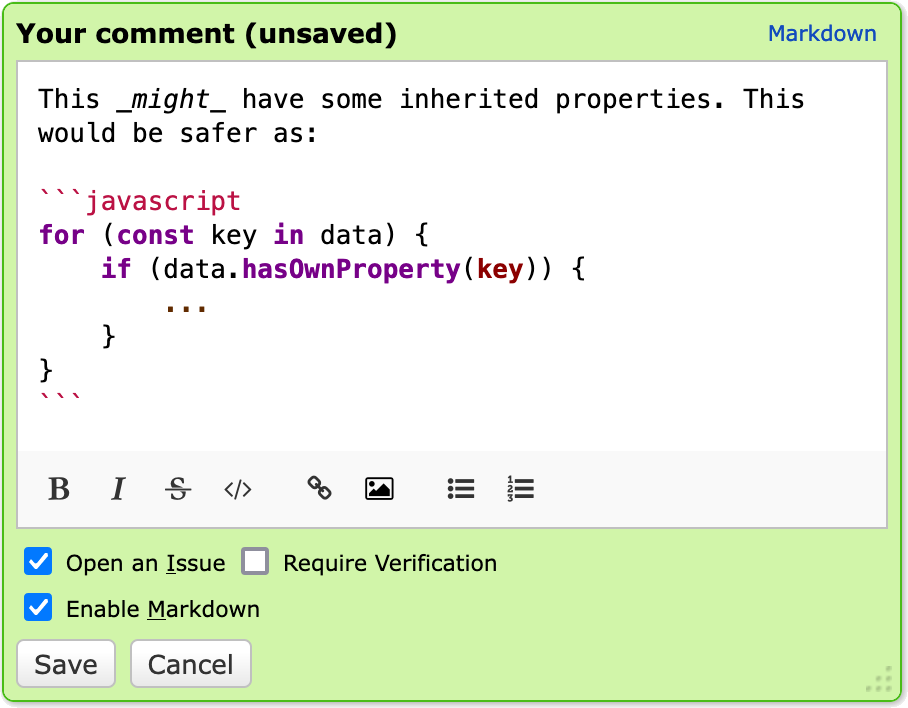 Your comment (unsaved) Markdown
This _might_ have some inherited properties. This
would be safer as:
```javascript
for (const key in data) {
    if (data.hasOwnProperty(key)) {
        ...
    }
}
```
B I S </>
Open an Issue Require Verification
Enable Markdown
Save Cancel